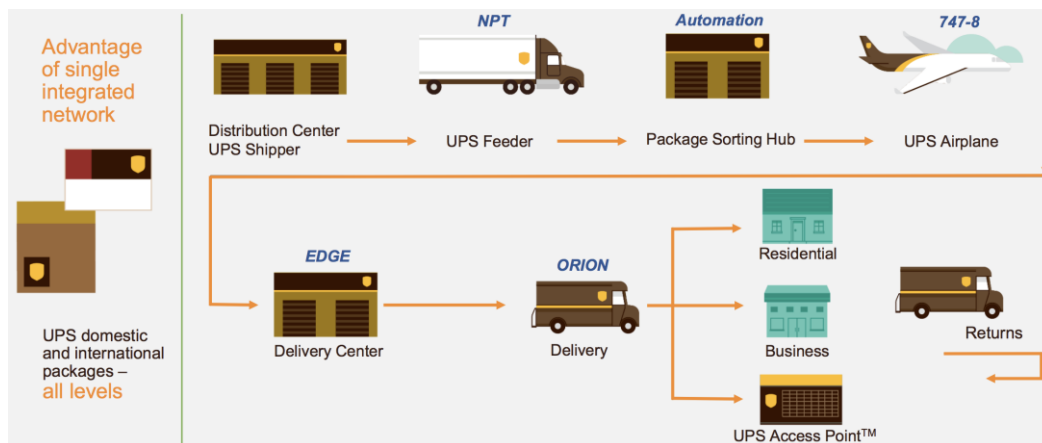 Advantage
of single
integrated
network
UPS domestic
and international
packages –
all levels
NPT
Automation
747-8
Distribution Center
UPS Shipper
UPS Feeder
Package Sorting Hub
UPS Airplane
EDGE
ORION
Delivery Center
Delivery
Residential
Business
UPS Access Point™
Returns